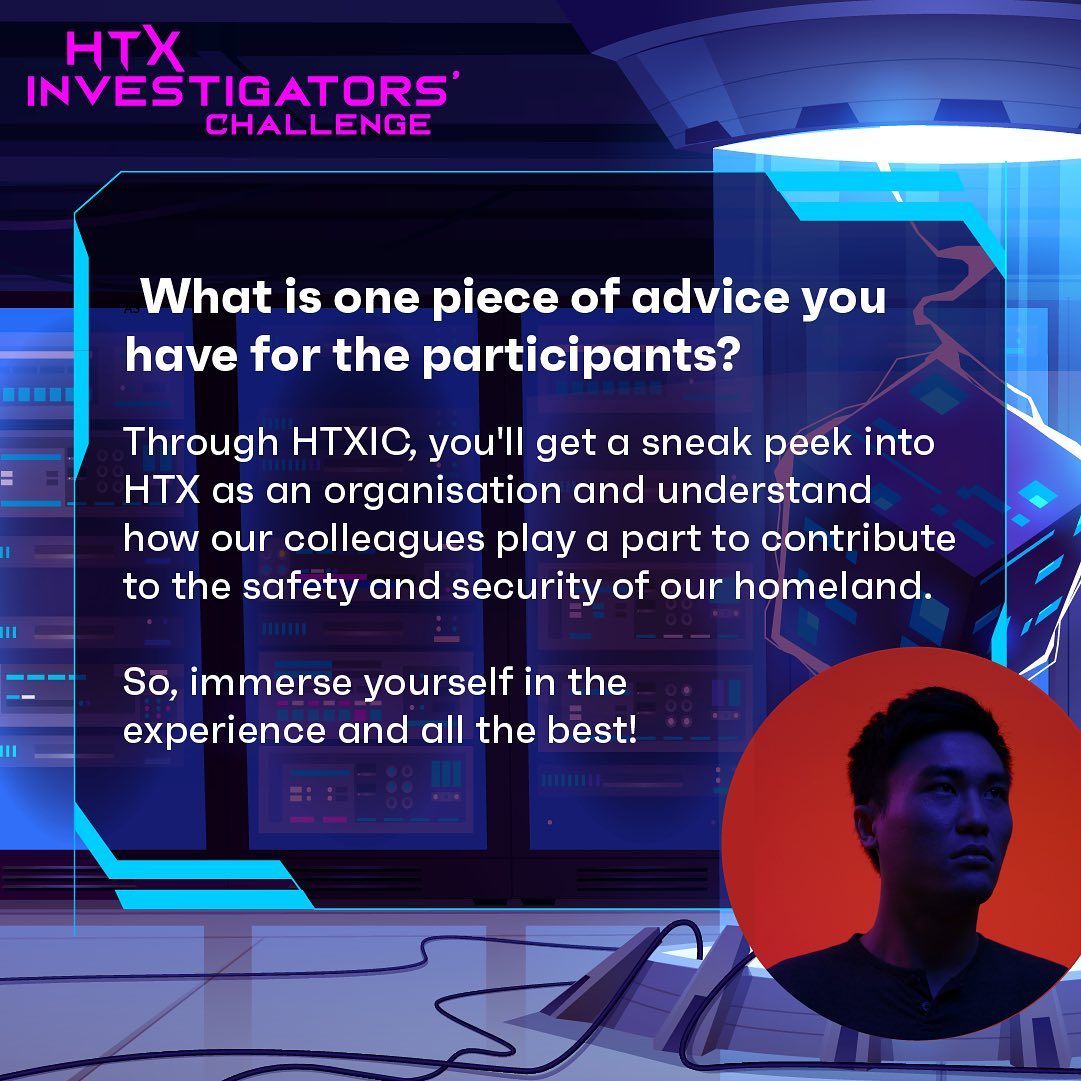 HTX
INVESTIGATORS'
CHALLENGE
AS
What is one piece of advice you
have for the participants?
Through HTXIC, you'll get a sneak peek into
HTX as an organisation and understand
how our colleagues play a part to contribute
to the safety and security of our homeland.
So, immerse yourself in the
experience and all the best!